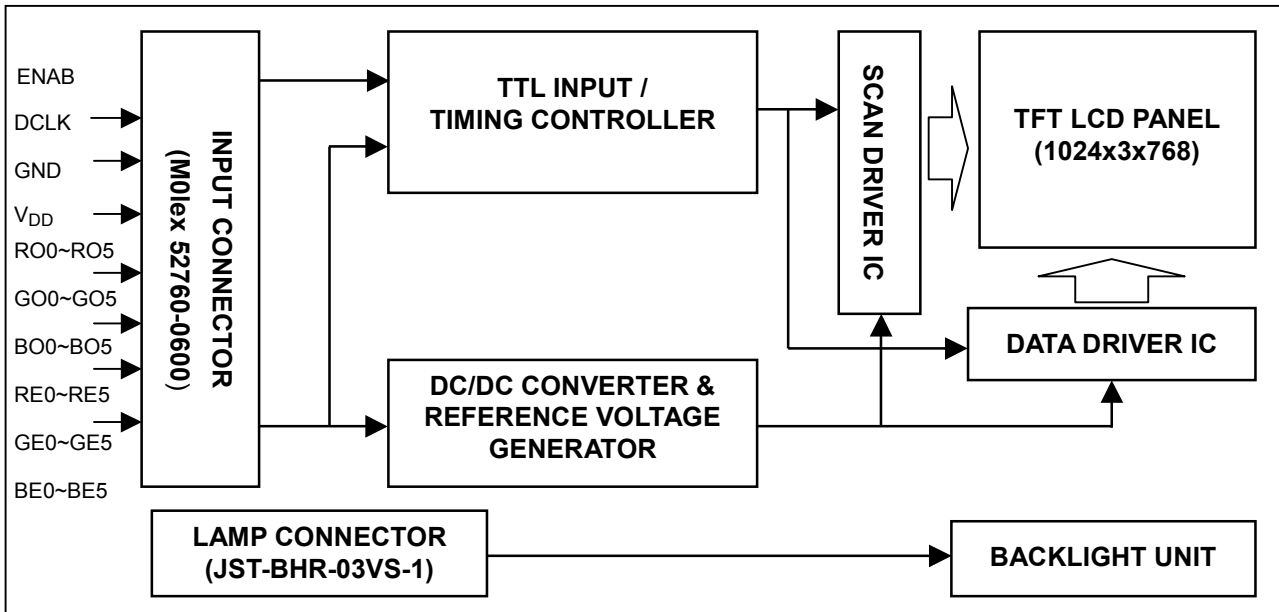 ENAB
DCLK
GND
VDD
RO0~RO5
GO0~GO5
BO0~BO5
RE0~RE5
GE0~GE5
BE0~BE5
INPUT CONNECTOR
(M0lex 52760-0600)
TTL INPUT /
TIMING CONTROLLER
SCAN DRIVER IC
TFT LCD PANEL
(1024x3x768)
DATA DRIVER IC
DC/DC CONVERTER &
REFERENCE VOLTAGE
GENERATOR
LAMP CONNECTOR
(JST-BHR-03VS-1)
BACKLIGHT UNIT